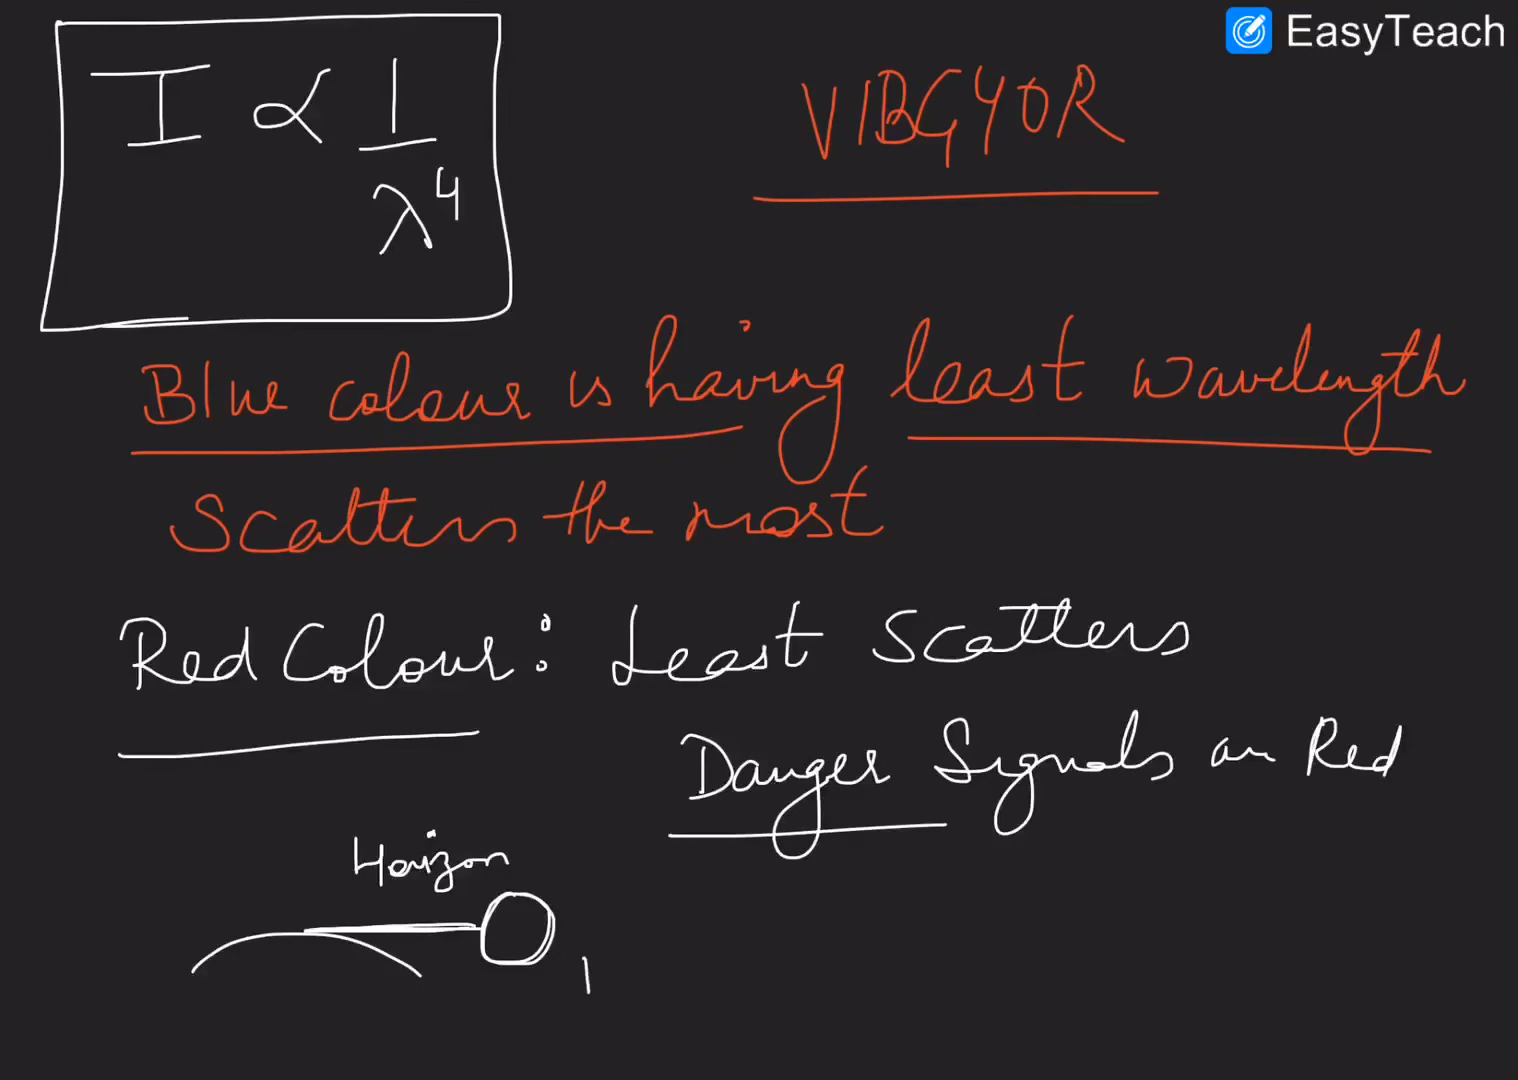 EasyTeach
I ∝ 1
λ⁴
VIBGYOR
Blue colour is having least wavelength
Scatters the most
Red Colour : Least Scatters
Danger Signals are Red
Horizon
1